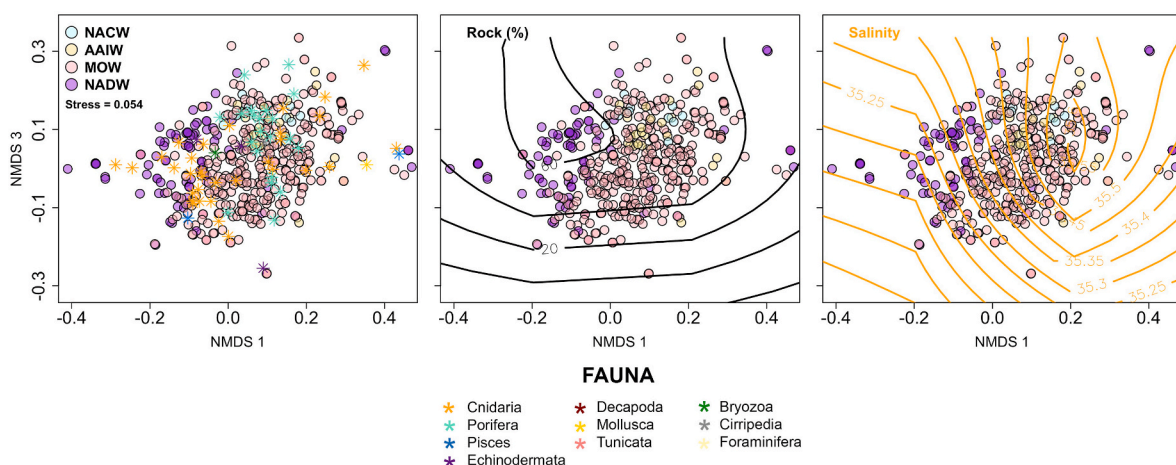 NACW
AAIW
MOW
NADW
Stress = 0.054
NMDS 3
0.3
0.1
-0.1
-0.3
-0.4
-0.2
0.0
0.2
0.4
NMDS 1
Rock (%)
20
-0.4
-0.2
0.0
0.2
0.4
NMDS 1
Salinity
35.25
35.5
35.4
35.35
35.3
35.25
-0.4
-0.2
0.0
0.2
0.4
NMDS 1
FAUNA
Cnidaria
Porifera
Pisces
Echinodermata
Decapoda
Mollusca
Tunicata
Bryozoa
Cirripedia
Foraminifera